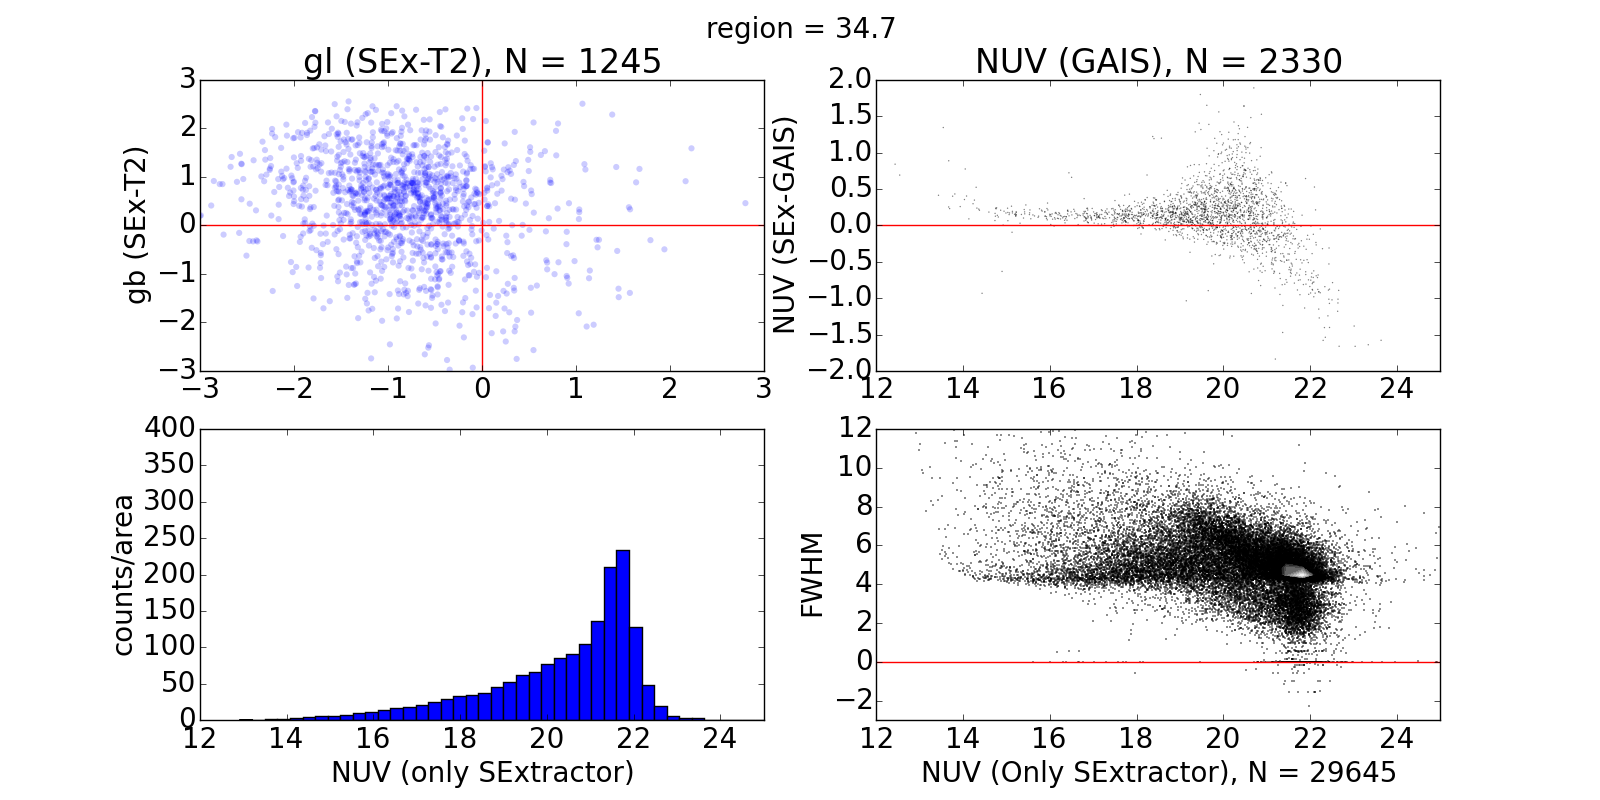 region = 34.7
gl (SEx-T2), N = 1245
NUV (GAIS), N = 2330
3
2
1
0
−1
−2
−3
gb (SEx-T2)
−3 −2 −1 0 1 2 3
2.0
1.5
1.0
0.5
0.0
−0.5
−1.0
−1.5
−2.0
NUV (SEx-GAIS)
12 14 16 18 20 22 24
400
350
300
250
200
150
100
50
0
counts/area
12 14 16 18 20 22 24
NUV (only SExtractor)
12
10
8
6
4
2
0
−2
FWHM
12 14 16 18 20 22 24
NUV (Only SExtractor), N = 29645